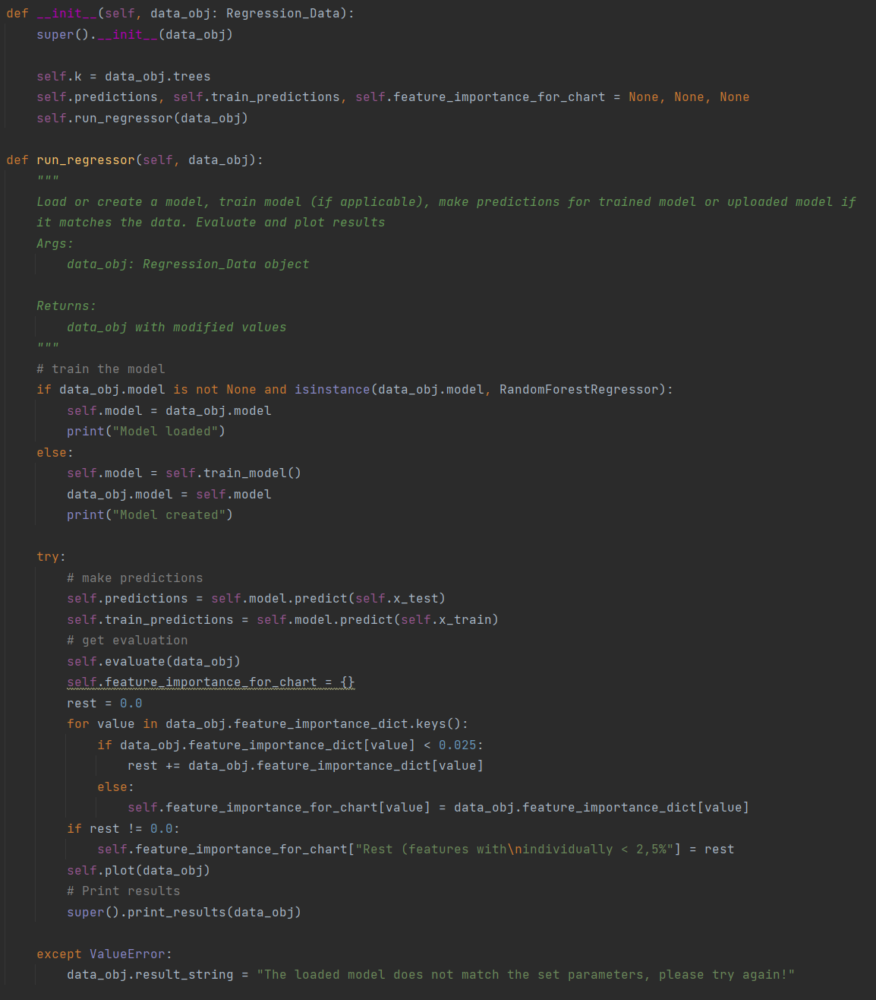 def __init__(self, data_obj: Regression_Data):
    super().__init__(data_obj)

    self.k = data_obj.trees
    self.predictions, self.train_predictions, self.feature_importance_for_chart = None, None, None
    self.run_regressor(data_obj)

def run_regressor(self, data_obj):
    """
    Load or create a model, train model (if applicable), make predictions for trained model or uploaded model if
    it matches the data. Evaluate and plot results
    Args:
        data_obj: Regression_Data object

    Returns:
        data_obj with modified values
    """
    # train the model
    if data_obj.model is not None and isinstance(data_obj.model, RandomForestRegressor):
        self.model = data_obj.model
        print("Model loaded")
    else:
        self.model = self.train_model()
        data_obj.model = self.model
        print("Model created")

    try:
        # make predictions
        self.predictions = self.model.predict(self.x_test)
        self.train_predictions = self.model.predict(self.x_train)
        # get evaluation
        self.evaluate(data_obj)
        self.feature_importance_for_chart = {}
        rest = 0.0
        for value in data_obj.feature_importance_dict.keys():
            if data_obj.feature_importance_dict[value] < 0.025:
                rest += data_obj.feature_importance_dict[value]
            else:
                self.feature_importance_for_chart[value] = data_obj.feature_importance_dict[value]
        if rest != 0.0:
            self.feature_importance_for_chart["Rest (features with\nindividually < 2,5%"] = rest
        self.plot(data_obj)
        # Print results
        super().print_results(data_obj)

    except ValueError:
        data_obj.result_string = "The loaded model does not match the set parameters, please try again!"